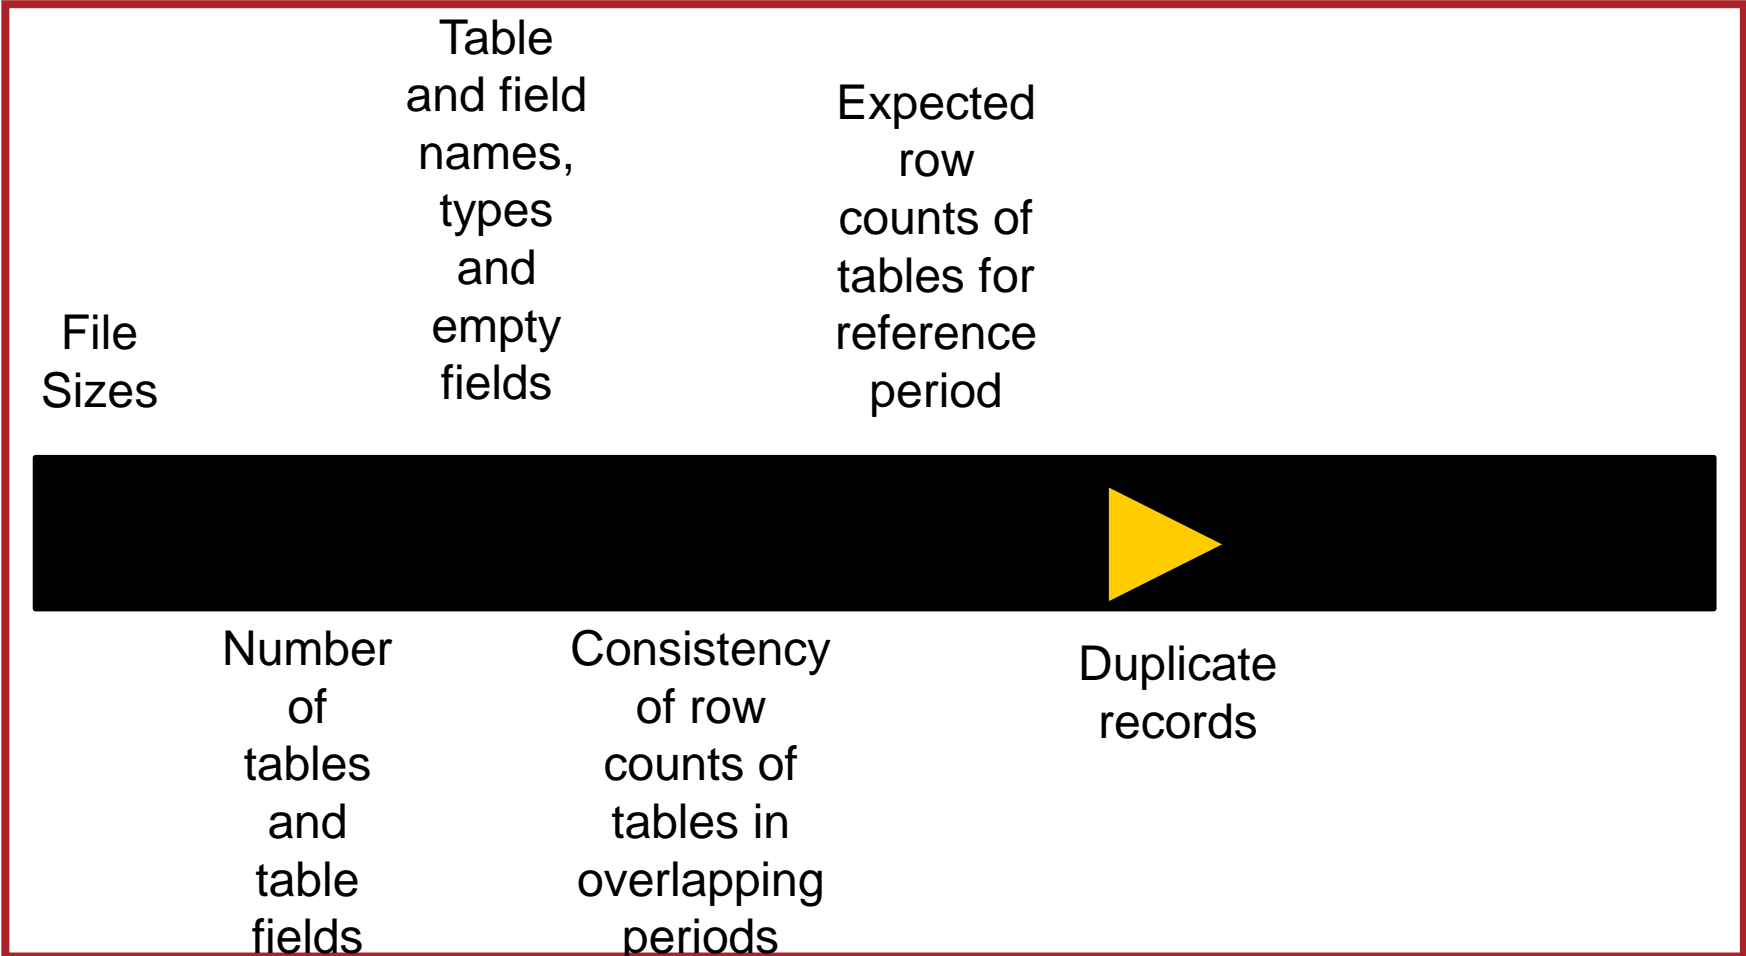 File
Sizes
Number
of
tables
and
table
fields
Table
and field
names,
types
and
empty
fields
Consistency
of row
counts of
tables in
overlapping
periods
Expected
row
counts of
tables for
reference
period
Duplicate
records